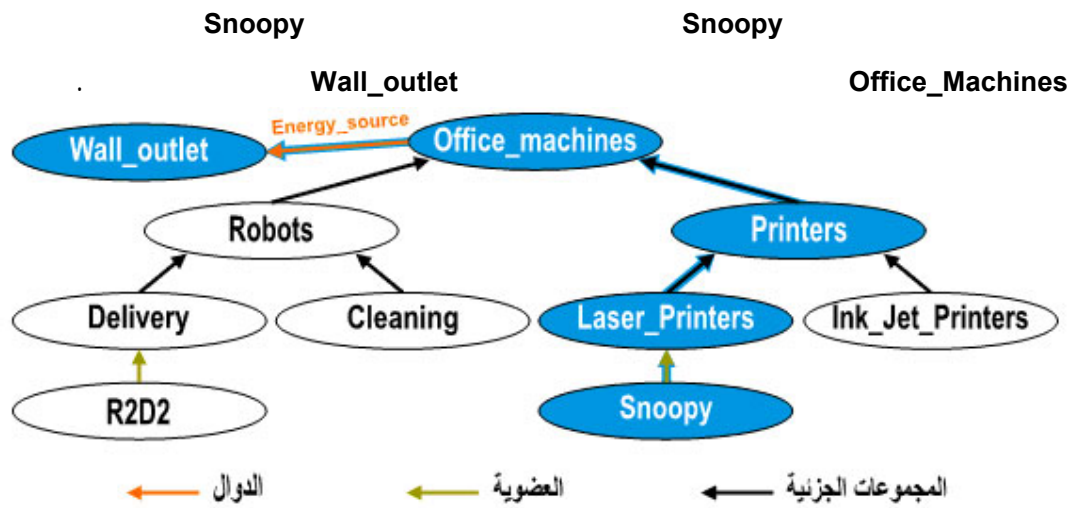 Snoopy Snoopy
. Wall_outlet Office_Machines
Energy_source
Wall_outlet Office_machines
Robots Printers
Delivery Cleaning Laser_Printers Ink_Jet_Printers
R2D2 Snoopy
المجموعات الجزئية العضوية الدوال